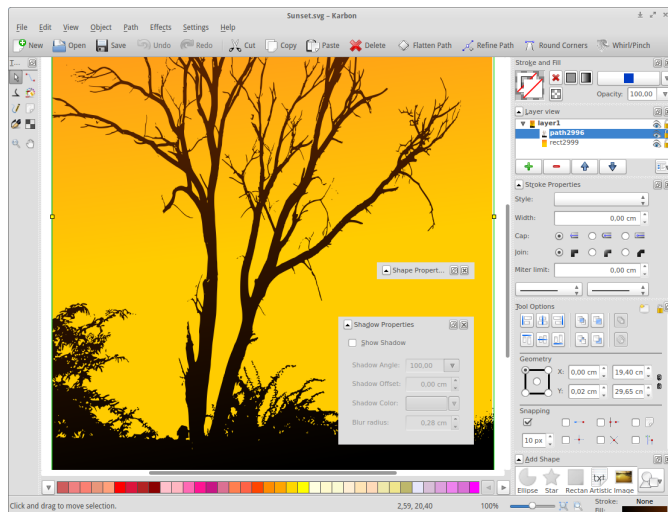 Sunset.svg – Karbon
File Edit View Object Path Effects Settings Help
New Open Save Undo Redo Cut Copy Paste Delete Flatten Path Refine Path Round Corners Whirl/Pinch
T...
Stroke and Fill
Opacity: 100,00
Layer view
layer1
path2996
rect2999
Stroke Properties
Style:
Width: 0,00 cm
Cap:
Join:
Miter limit: 0,00 cm
Shape Propert...
Shadow Properties
Show Shadow
Shadow Angle: 100,00
Shadow Offset: 0,00 cm
Shadow Color:
Blur radius: 0,28 cm
Tool Options
Geometry
X: 0,00 cm 19,40 cm
Y: 0,02 cm 29,65 cm
Snapping
10 px
Add Shape
txt
Ellipse Star Rectan Artistic Image
Click and drag to move selection. 2,59, 20,40 100% Stroke: None
Fill: